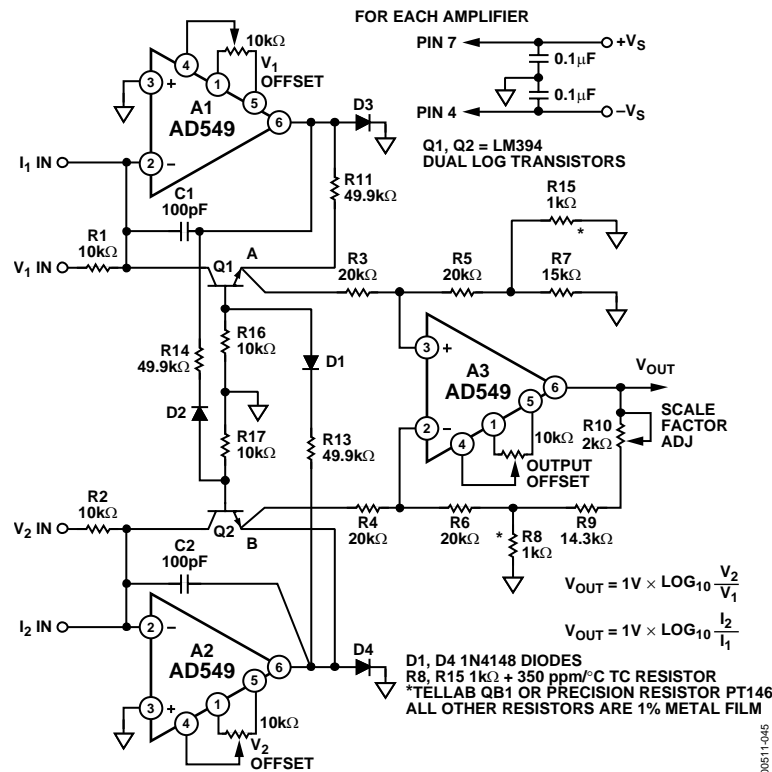 FOR EACH AMPLIFIER
PIN 7
+VS
0.1µF
0.1µF
PIN 4
–VS
Q1, Q2 = LM394
DUAL LOG TRANSISTORS
10kΩ
V1
OFFSET
4
1
5
3
+
A1
AD549
6
2
–
I1 IN
D3
C1
100pF
R11
49.9kΩ
R1
10kΩ
V1 IN
Q1
A
R15
1kΩ
*
R3
20kΩ
R5
20kΩ
R7
15kΩ
R16
10kΩ
D1
R14
49.9kΩ
D2
R17
10kΩ
R13
49.9kΩ
3
+
A3
AD549
6
5
2
–
1
4
10kΩ
OUTPUT
OFFSET
VOUT
R10
2kΩ
SCALE
FACTOR
ADJ
R2
10kΩ
V2 IN
Q2
B
R4
20kΩ
R6
20kΩ
*
R8
1kΩ
R9
14.3kΩ
C2
100pF
I2 IN
2
–
A2
AD549
6
5
1
4
3
+
10kΩ
V2
OFFSET
D4
VOUT = 1V × LOG10 V2/V1
VOUT = 1V × LOG10 I2/I1
D1, D4 1N4148 DIODES
R8, R15 1kΩ + 350 ppm/°C TC RESISTOR
*TELLAB QB1 OR PRECISION RESISTOR PT146
ALL OTHER RESISTORS ARE 1% METAL FILM
00511-045